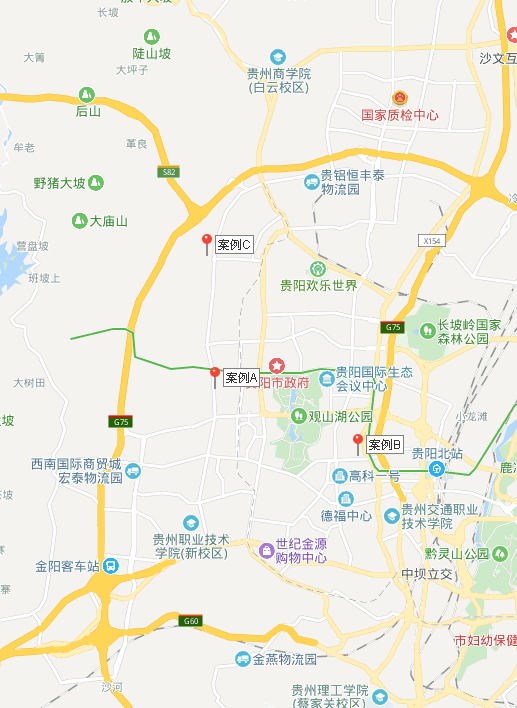 长坡
陡山坡
大箐
大坪子
贵州商学院
(白云校区)
沙文互
后山
国家质检中心
革良
牟老
S82
野猪大坡
贵铝恒丰泰
物流园
大庙山
营盘坡
案例C
X154
班坡上
贵阳欢乐世界
G75
长坡岭国家
森林公园
大树田
案例A
贵阳市政府
贵阳国际生态
会议中心
观山湖公园
小龙滩
G75
案例B
贵阳北站
西南国际商贸城
宏泰物流园
高科一号
德福中心
贵州交通职业
技术学院
贵州职业技术
学院(新校区)
世纪金源
购物中心
黔灵山公园
金阳客车站
中坝立交
寨
G60
市妇幼保健
金燕物流园
沙河
贵州理工学院
(蔡家关校区)